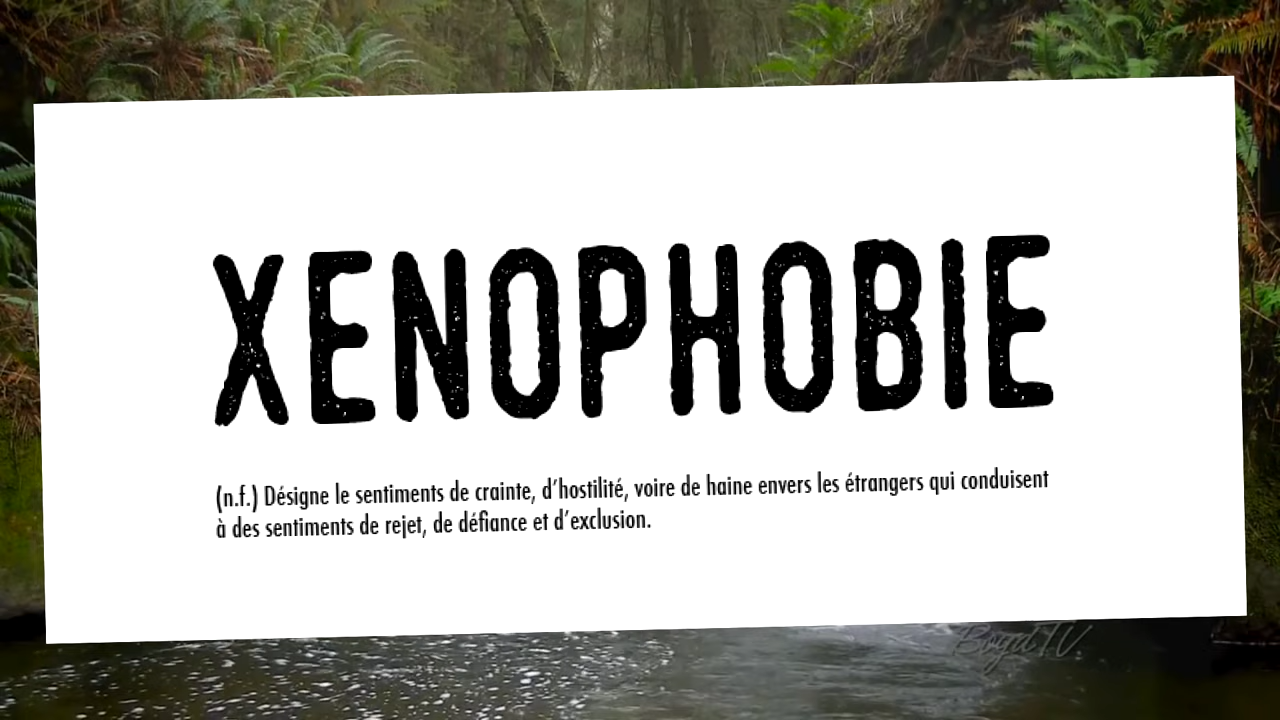 XENOPHOBIE
(n.f.) Désigne le sentiments de crainte, d’hostilité, voire de haine envers les étrangers qui conduisent
à des sentiments de rejet, de défiance et d’exclusion.